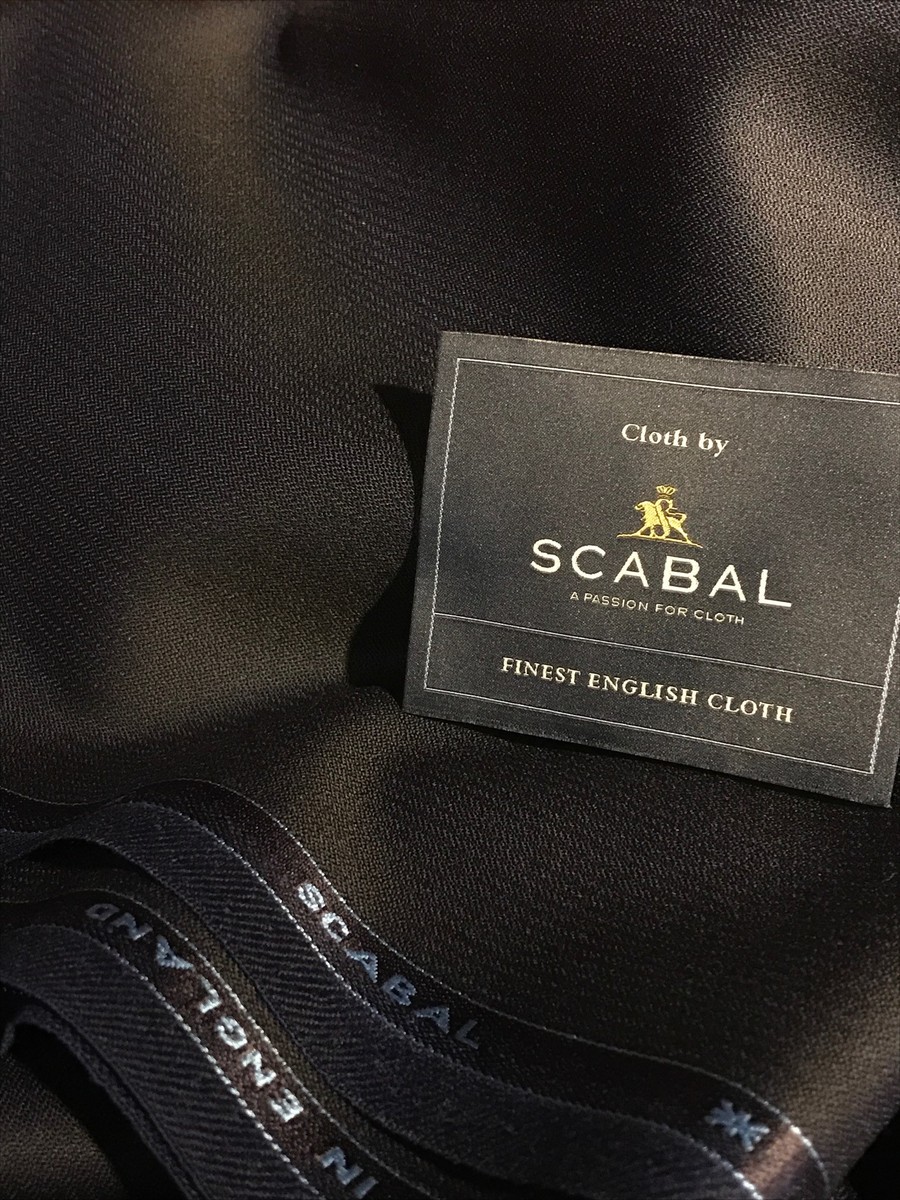 Cloth by
SCABAL
A PASSION FOR CLOTH
FINEST ENGLISH CLOTH
SCABAL
IN ENGLAND